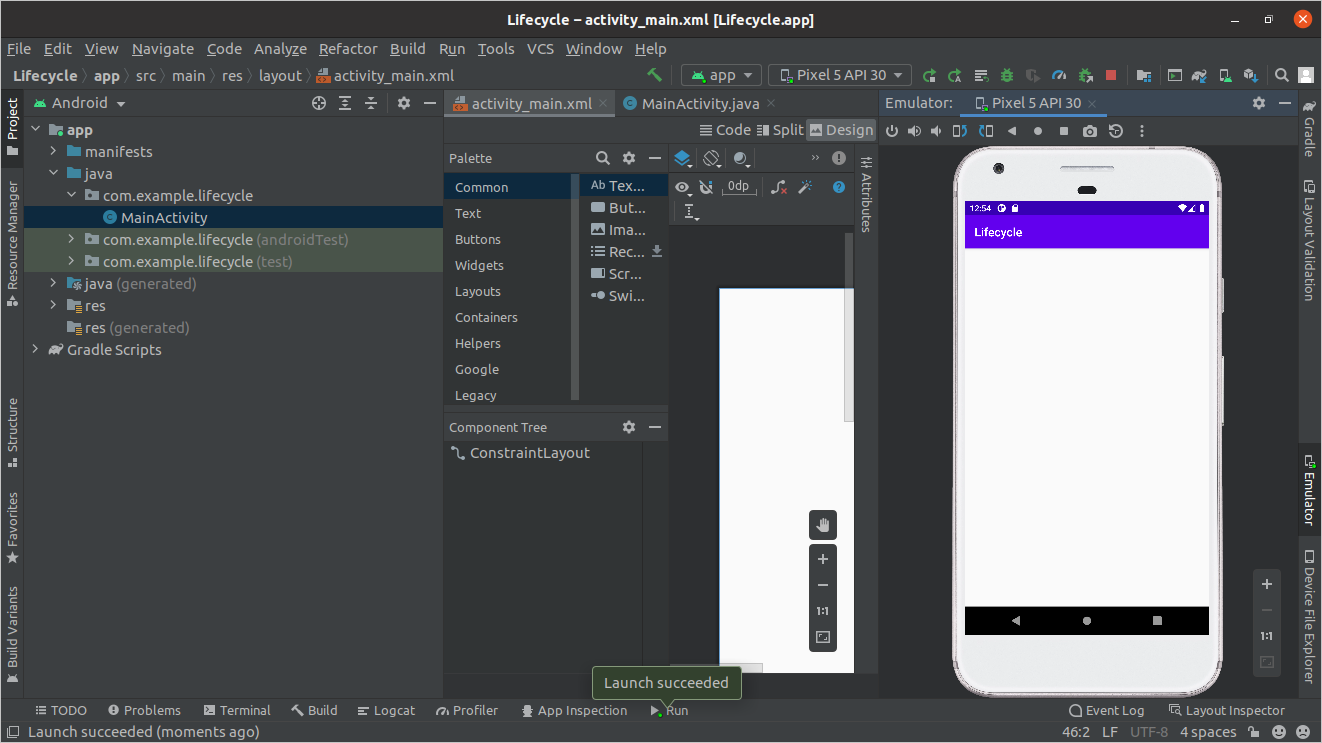 Lifecycle – activity_main.xml [Lifecycle.app]
File Edit View Navigate Code Analyze Refactor Build Run Tools VCS Window Help
Lifecycle app src main res layout activity_main.xml
app
Pixel 5 API 30
Project
Resource Manager
Structure
Favorites
Build Variants
Android
app
manifests
java
com.example.lifecycle
MainActivity
com.example.lifecycle (androidTest)
com.example.lifecycle (test)
java (generated)
res
res (generated)
Gradle Scripts
activity_main.xml
MainActivity.java
Code Split Design
Palette
Common
Text
Buttons
Widgets
Layouts
Containers
Helpers
Google
Legacy
Ab Tex...
But...
Ima...
Rec...
Scr...
Swi...
0dp
Component Tree
ConstraintLayout
1:1
Attributes
Emulator: Pixel 5 API 30
12:54
Lifecycle
1:1
Gradle
Layout Validation
Emulator
Device File Explorer
Launch succeeded
TODO Problems Terminal Build Logcat Profiler App Inspection Run Event Log Layout Inspector
Launch succeeded (moments ago) 46:2 LF UTF-8 4 spaces